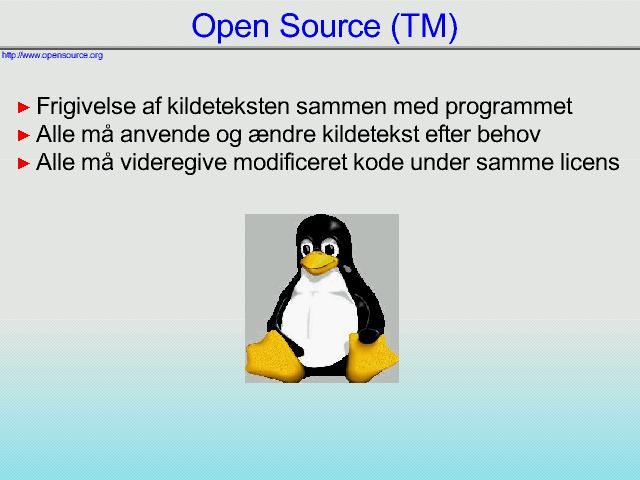 Open Source (TM)
http://www.opensource.org
Frigivelse af kildeteksten sammen med programmet
Alle må anvende og ændre kildetekst efter behov
Alle må videregive modificeret kode under samme licens